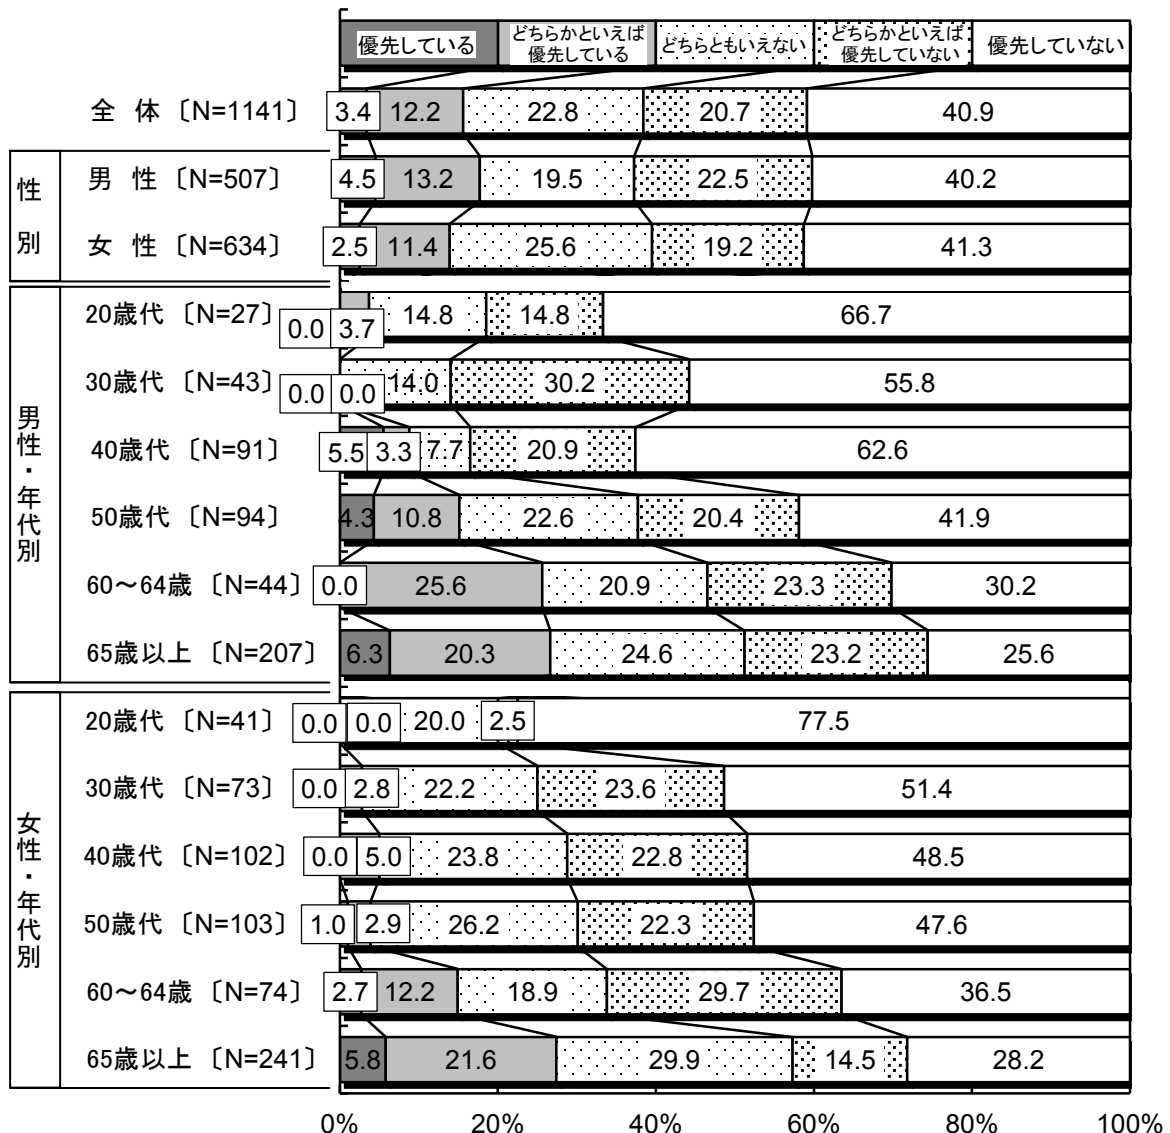 優先している どちらかといえば優先している どちらともいえない どちらかといえば優先していない 優先していない
全 体 〔N=1141〕 3.4 12.2 22.8 20.7 40.9
性別
男 性 〔N=507〕 4.5 13.2 19.5 22.5 40.2
女 性 〔N=634〕 2.5 11.4 25.6 19.2 41.3
男性・年代別
20歳代 〔N=27〕 0.0 3.7 14.8 14.8 66.7
30歳代 〔N=43〕 0.0 0.0 14.0 30.2 55.8
40歳代 〔N=91〕 5.5 3.3 7.7 20.9 62.6
50歳代 〔N=94〕 4.3 10.8 22.6 20.4 41.9
60～64歳 〔N=44〕 0.0 25.6 20.9 23.3 30.2
65歳以上 〔N=207〕 6.3 20.3 24.6 23.2 25.6
女性・年代別
20歳代 〔N=41〕 0.0 0.0 20.0 2.5 77.5
30歳代 〔N=73〕 0.0 2.8 22.2 23.6 51.4
40歳代 〔N=102〕 0.0 5.0 23.8 22.8 48.5
50歳代 〔N=103〕 1.0 2.9 26.2 22.3 47.6
60～64歳 〔N=74〕 2.7 12.2 18.9 29.7 36.5
65歳以上 〔N=241〕 5.8 21.6 29.9 14.5 28.2
0% 20% 40% 60% 80% 100%